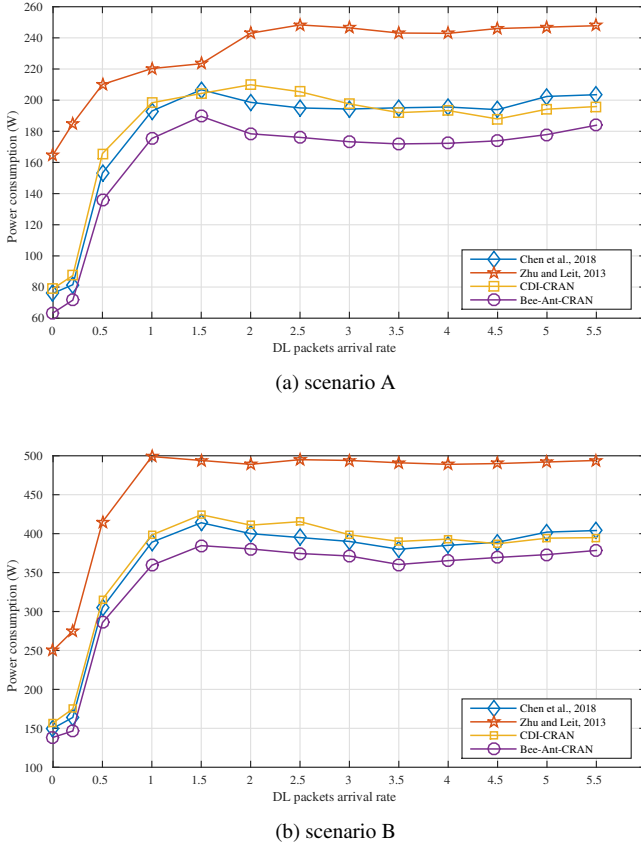 260
240
220
200
180
160
140
120
100
80
60
Power consumption (W)
0 0.5 1 1.5 2 2.5 3 3.5 4 4.5 5 5.5
DL packets arrival rate
Chen et al., 2018
Zhu and Leit, 2013
CDI-CRAN
Bee-Ant-CRAN
(a) scenario A
500
450
400
350
300
250
200
150
100
Power consumption (W)
0 0.5 1 1.5 2 2.5 3 3.5 4 4.5 5 5.5
DL packets arrival rate
Chen et al., 2018
Zhu and Leit, 2013
CDI-CRAN
Bee-Ant-CRAN
(b) scenario B